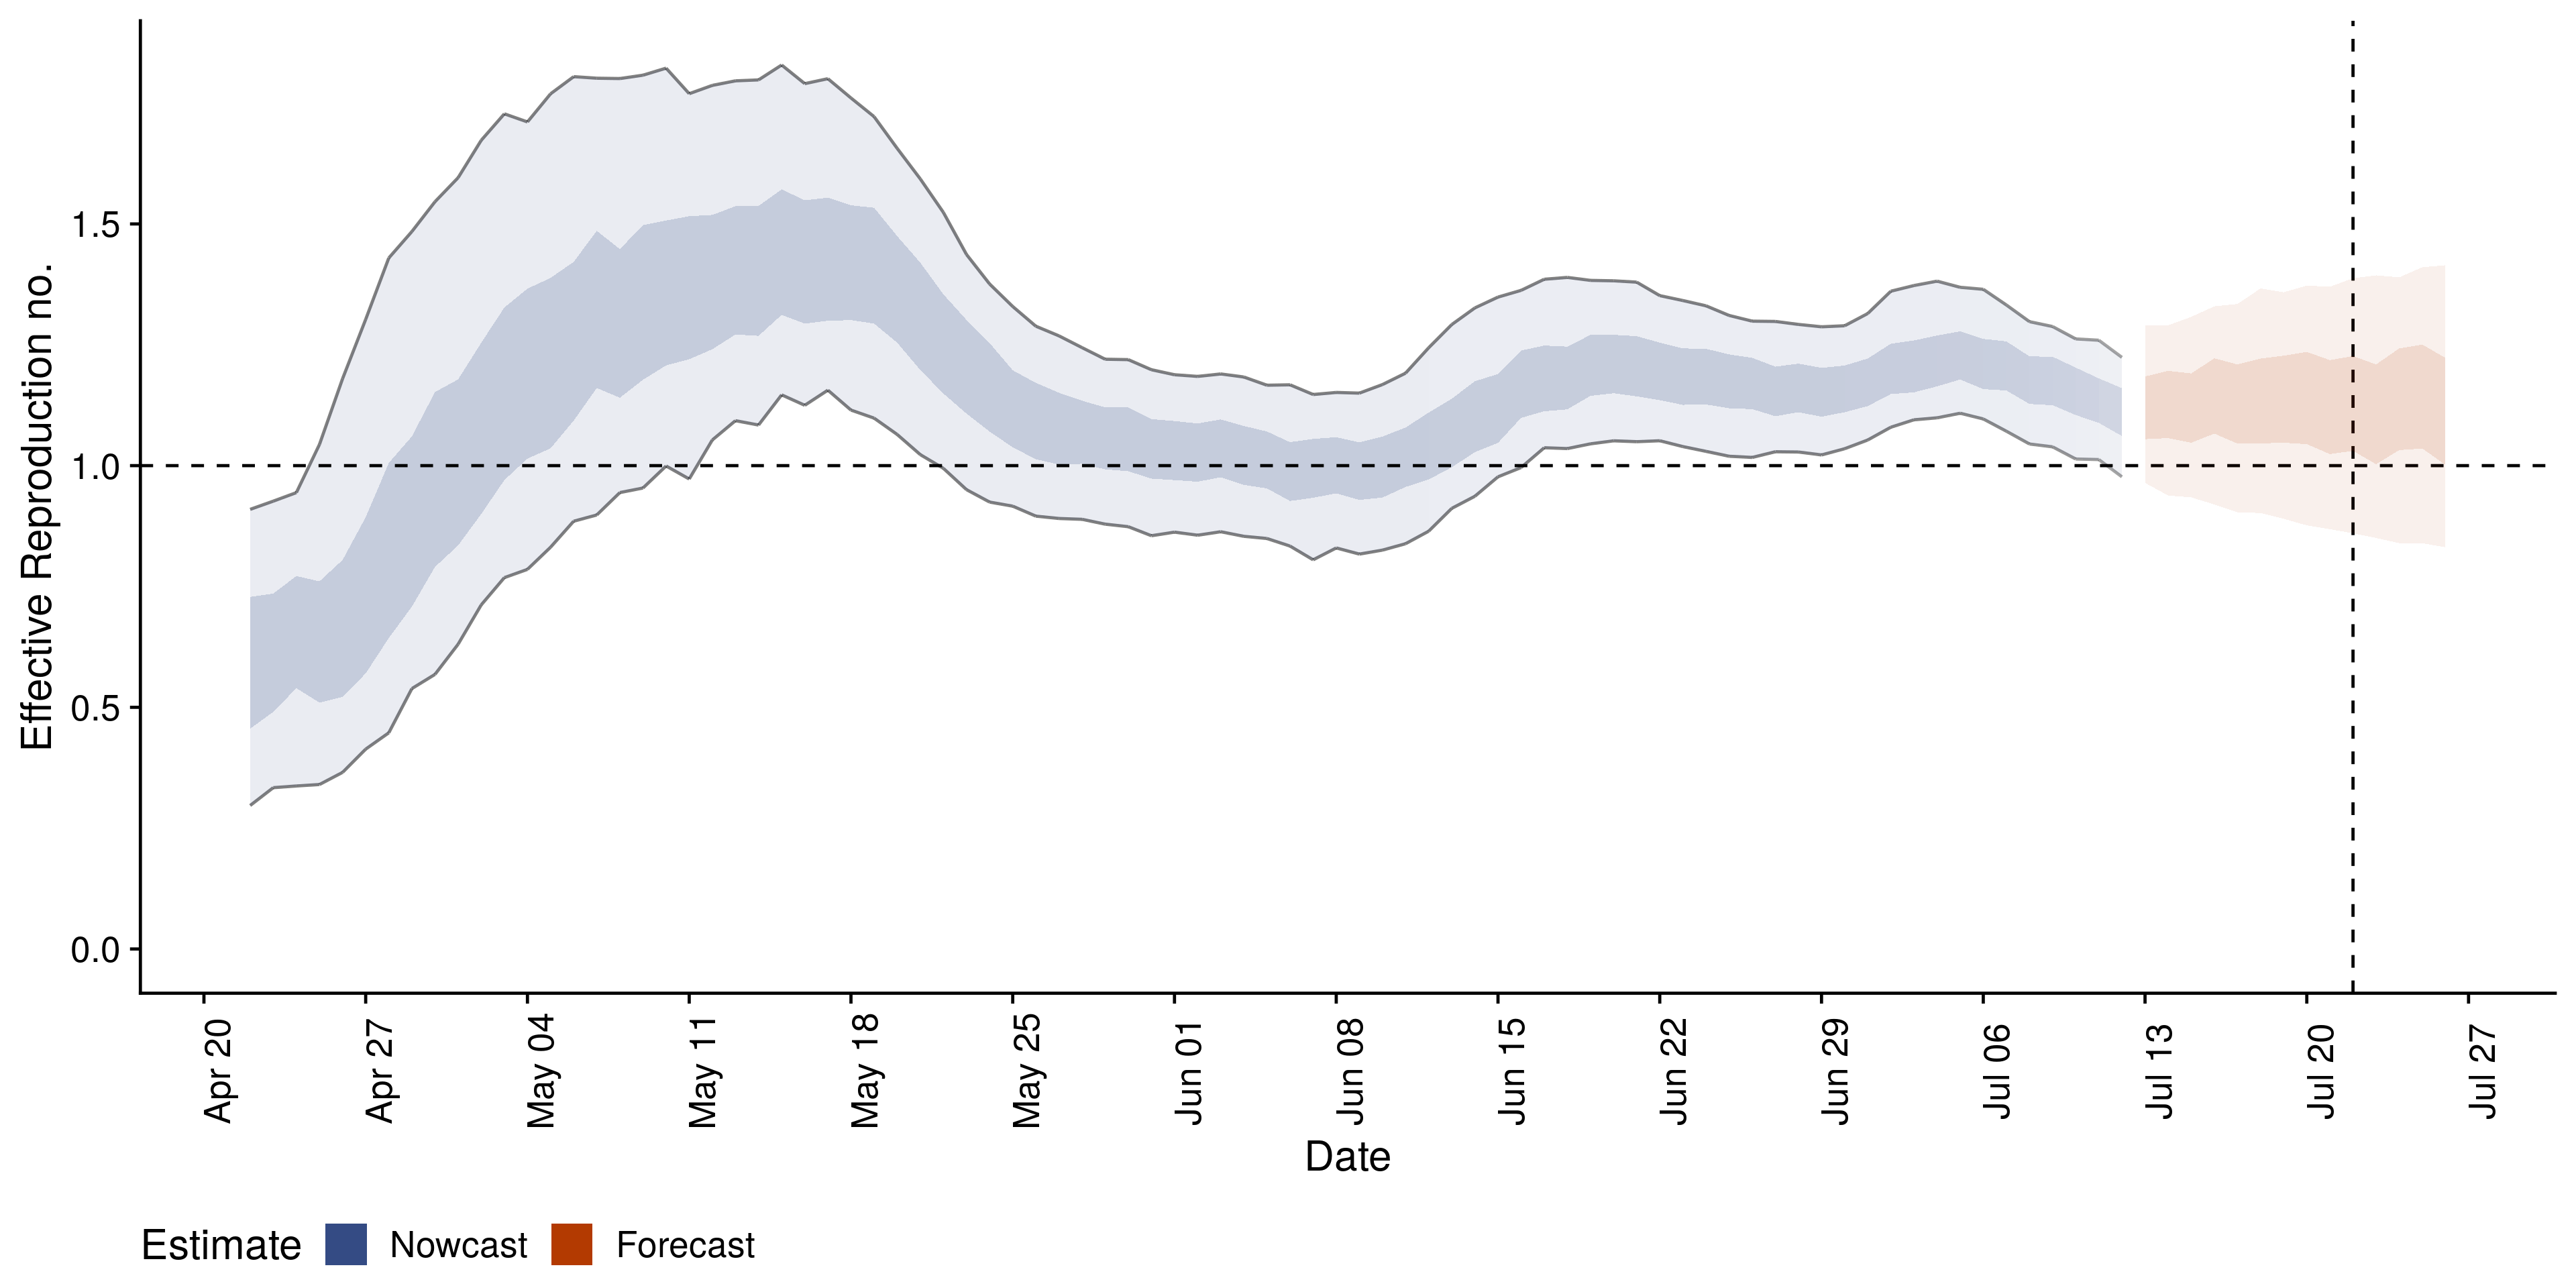 Effective Reproduction no.
1.5
1.0
0.5
0.0
Apr 20
Apr 27
May 04
May 11
May 18
May 25
Jun 01
Jun 08
Jun 15
Jun 22
Jun 29
Jul 06
Jul 13
Jul 20
Jul 27
Date
Estimate Nowcast Forecast